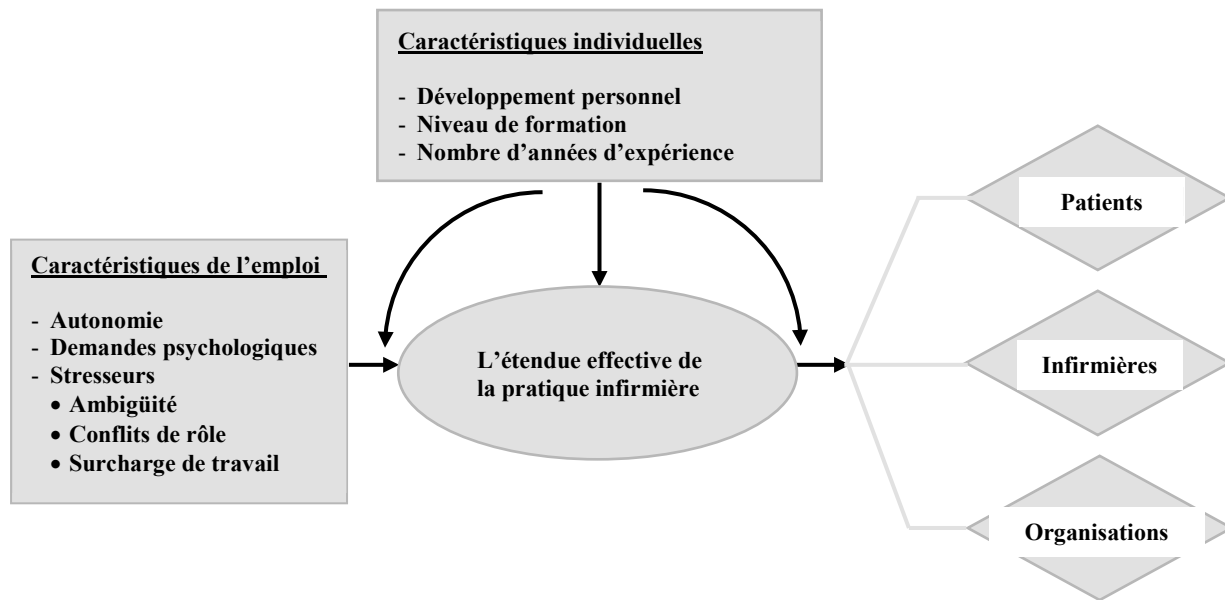 Caractéristiques individuelles
- Développement personnel
- Niveau de formation
- Nombre d’années d’expérience
Caractéristiques de l’emploi
- Autonomie
- Demandes psychologiques
- Stresseurs
• Ambigüité
• Conflits de rôle
• Surcharge de travail
L’étendue effective de
la pratique infirmière
Patients
Infirmières
Organisations